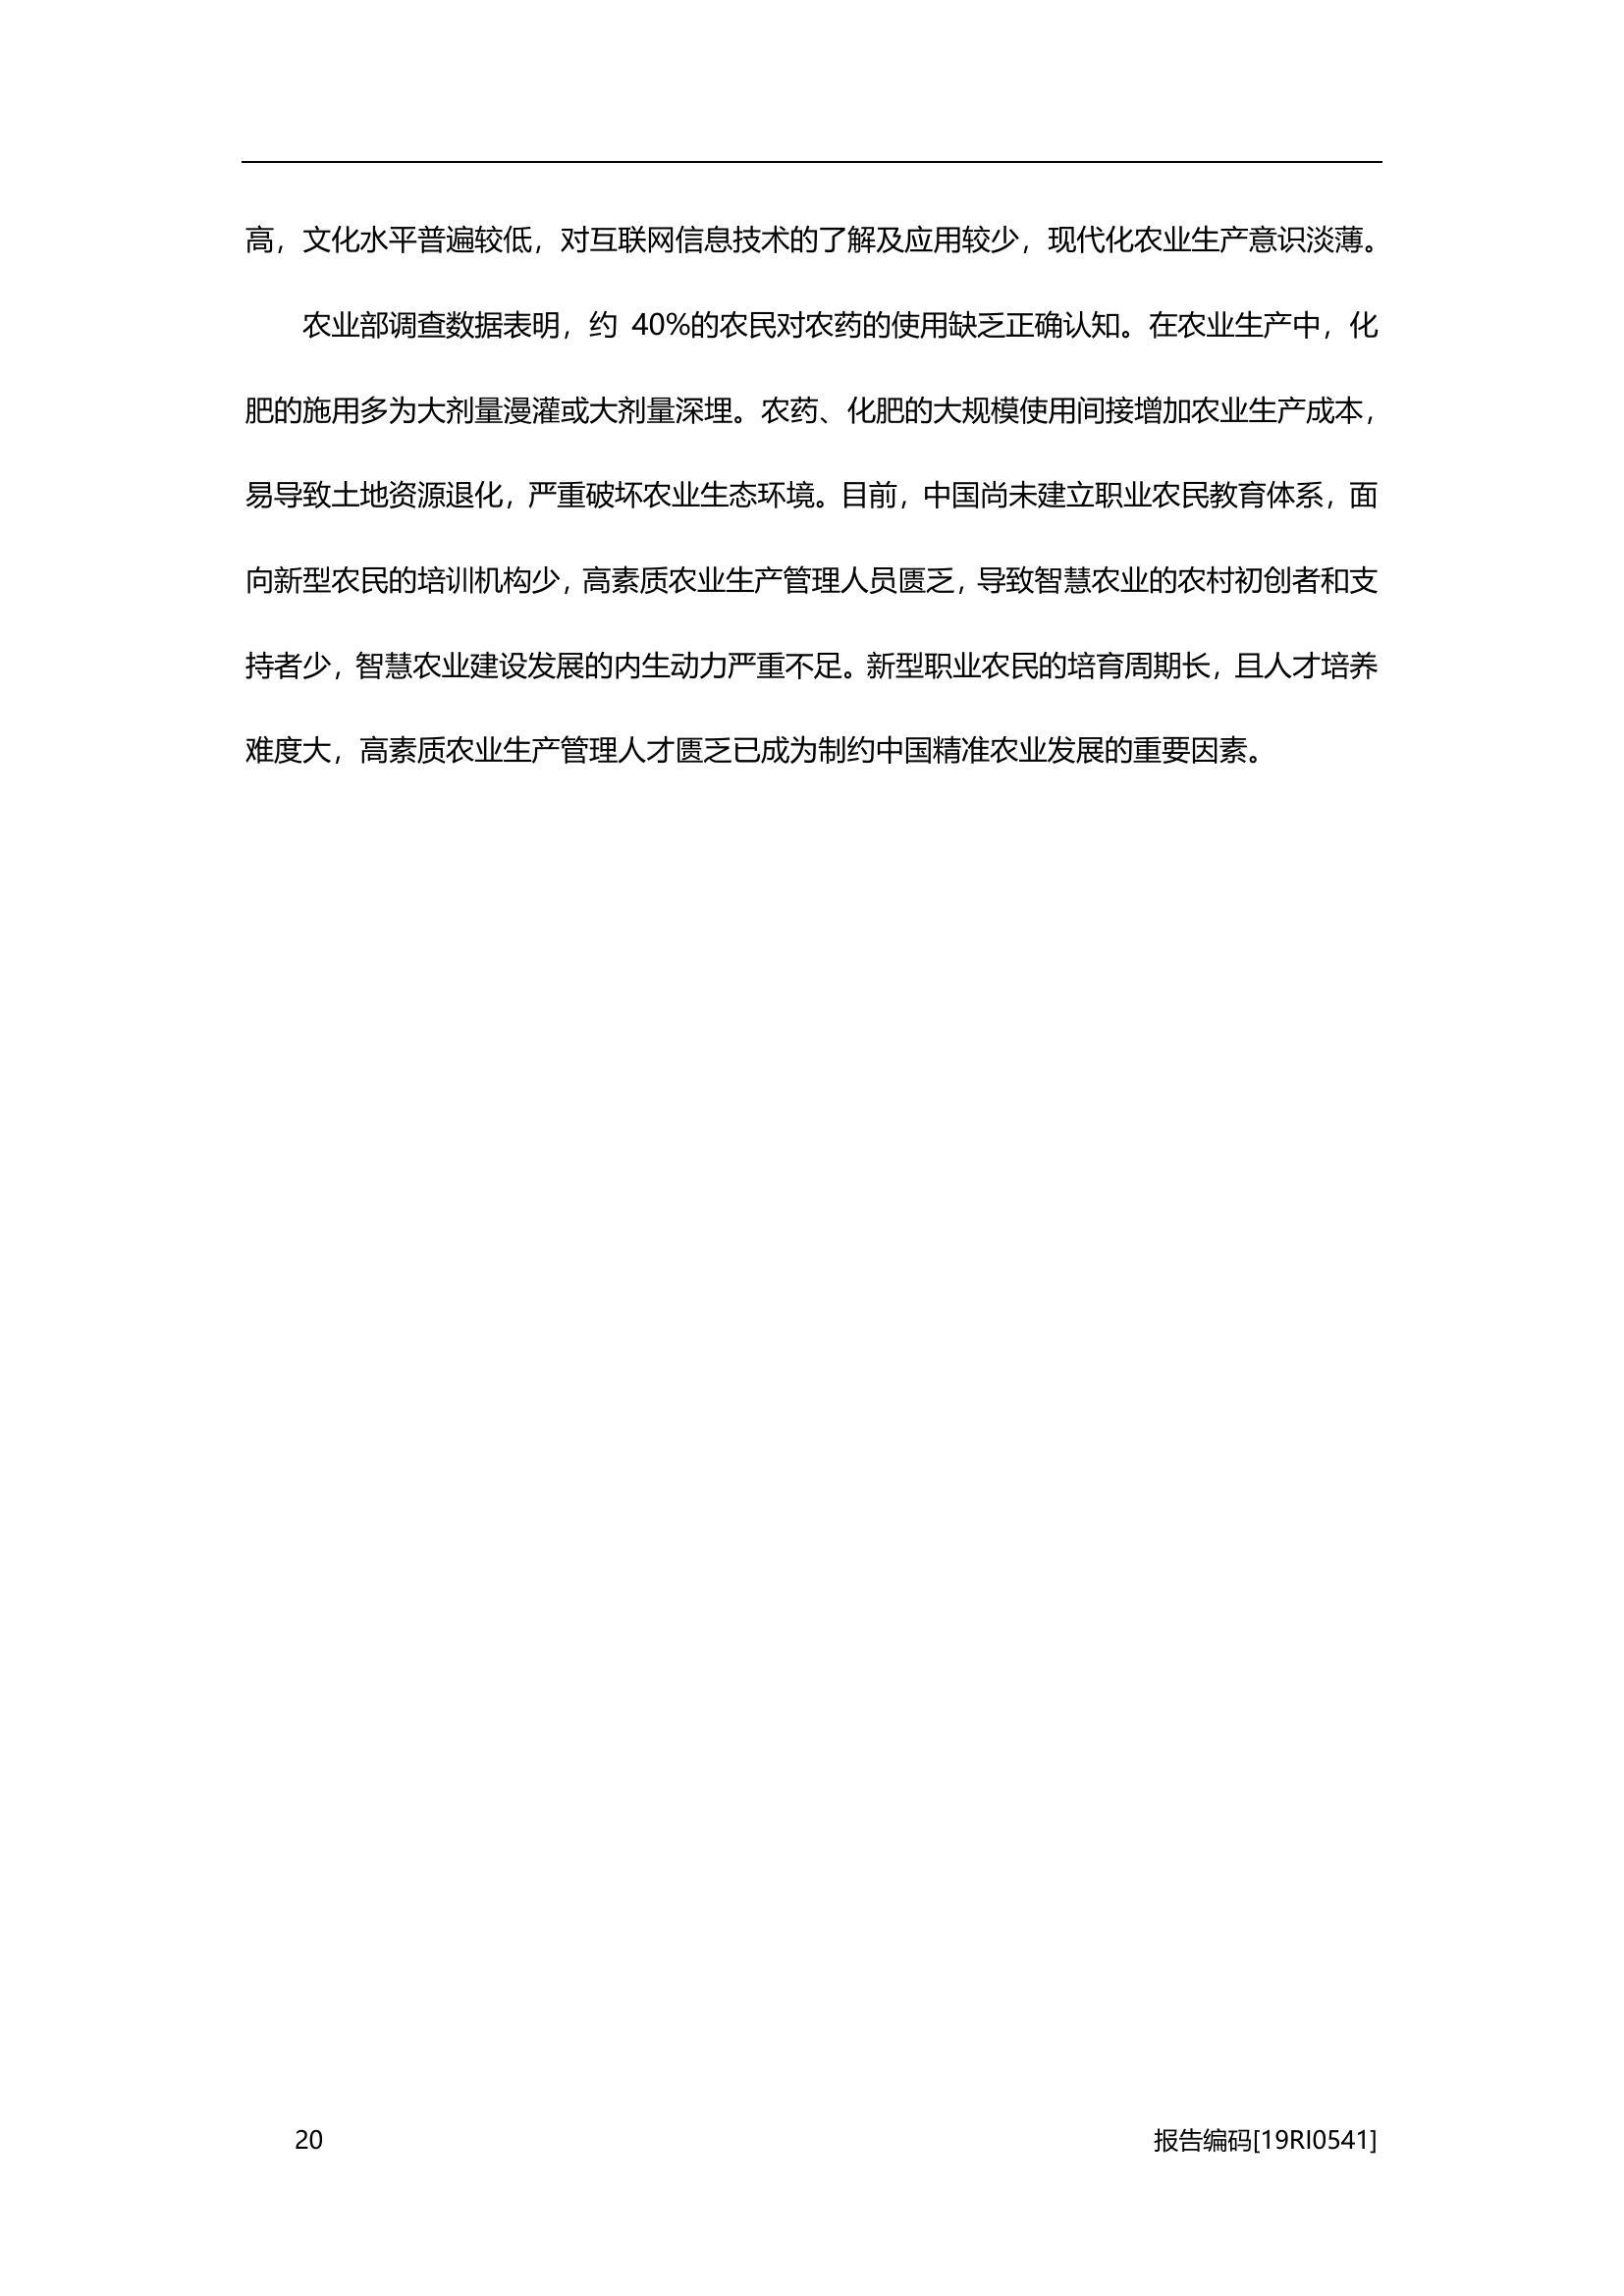 高，文化水平普遍较低，对互联网信息技术的了解及应用较少，现代化农业生产意识淡薄。
农业部调查数据表明，约 40%的农民对农药的使用缺乏正确认知。在农业生产中，化
肥的施用多为大剂量漫灌或大剂量深埋。农药、化肥的大规模使用间接增加农业生产成本，
易导致土地资源退化，严重破坏农业生态环境。目前，中国尚未建立职业农民教育体系，面
向新型农民的培训机构少，高素质农业生产管理人员匮乏，导致智慧农业的农村初创者和支
持者少，智慧农业建设发展的内生动力严重不足。新型职业农民的培育周期长，且人才培养
难度大，高素质农业生产管理人才匮乏已成为制约中国精准农业发展的重要因素。
20 报告编码[19RI0541]